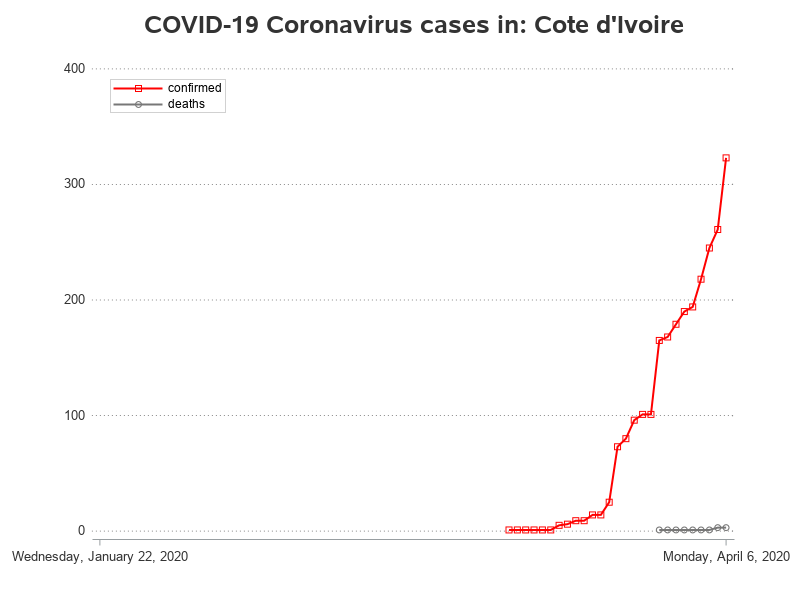 COVID-19 Coronavirus cases in: Cote d'Ivoire
400
confirmed
deaths
300
200
100
0
Wednesday, January 22, 2020
Monday, April 6, 2020